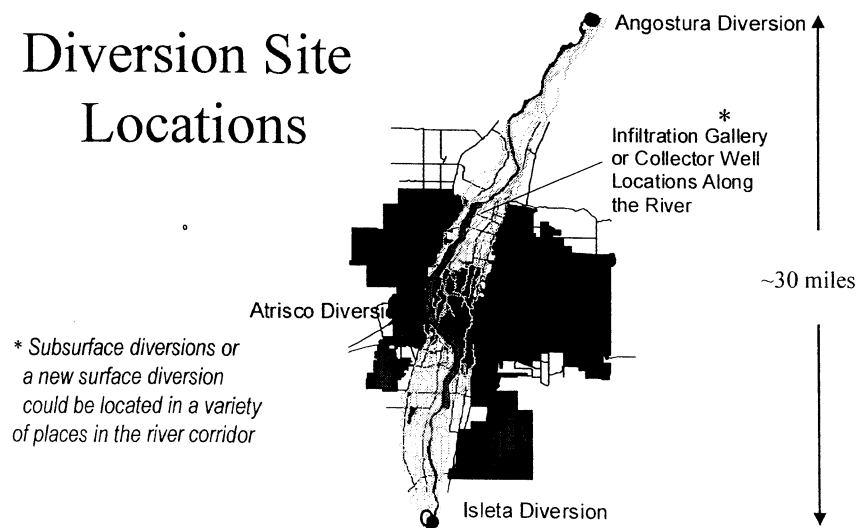 Diversion Site
Locations
Angostura Diversion
*
Infiltration Gallery
or Collector Well
Locations Along
the River
~30 miles
Atrisco Diversi
* Subsurface diversions or
a new surface diversion
could be located in a variety
of places in the river corridor
Isleta Diversion